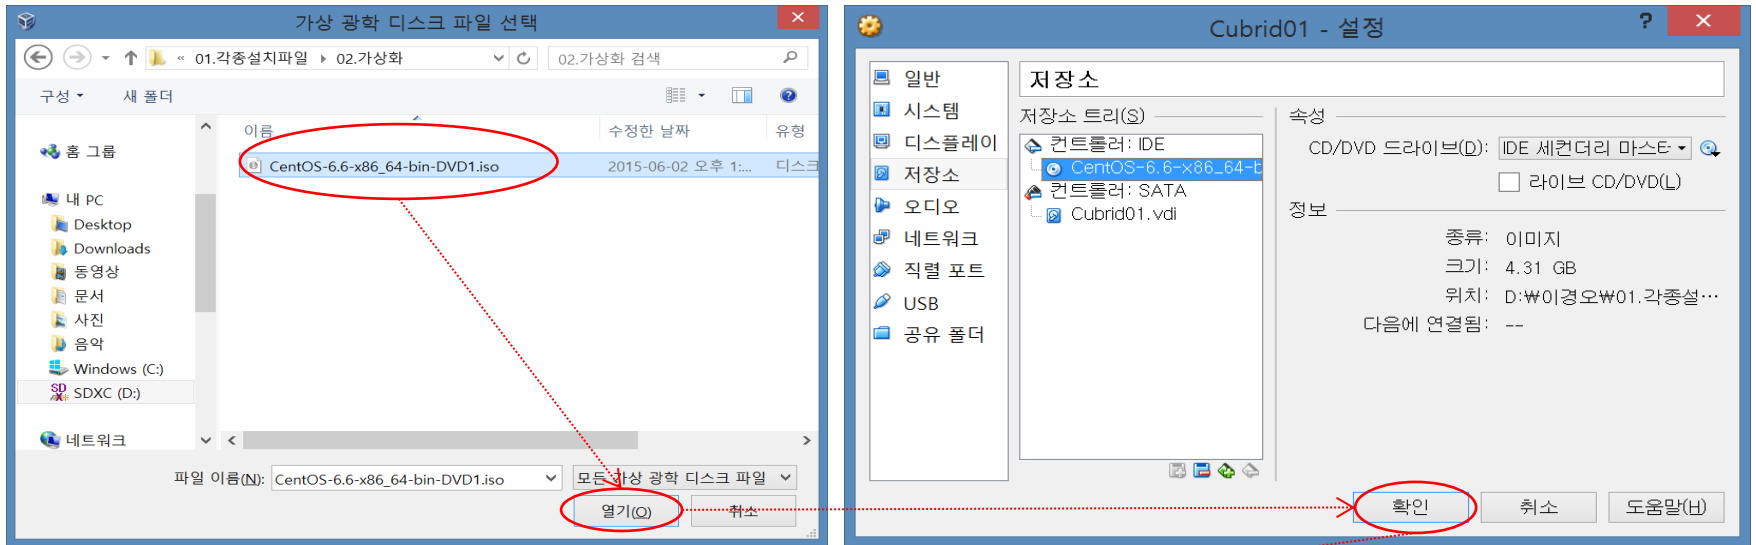 가상 광학 디스크 파일 선택
« 01.각종설치파일 ▸ 02.가상화
02.가상화 검색
구성 새 폴더
이름 수정한 날짜 유형
CentOS-6.6-x86_64-bin-DVD1.iso 2015-06-02 오후 1:... 디스크
홈 그룹
내 PC
Desktop
Downloads
동영상
문서
사진
음악
Windows (C:)
SDXC (D:)
네트워크
파일 이름(N): CentOS-6.6-x86_64-bin-DVD1.iso 모든 가상 광학 디스크 파일
열기(O) 취소
Cubrid01 - 설정
일반
시스템
디스플레이
저장소
오디오
네트워크
직렬 포트
USB
공유 폴더
저장소
저장소 트리(S)
컨트롤러: IDE
CentOS-6.6-x86_64-b
컨트롤러: SATA
Cubrid01.vdi
속성
CD/DVD 드라이브(D): IDE 세컨더리 마스터
라이브 CD/DVD(L)
정보
종류: 이미지
크기: 4.31 GB
위치: D:₩이경오₩01.각종설…
다음에 연결됨: --
확인 취소 도움말(H)